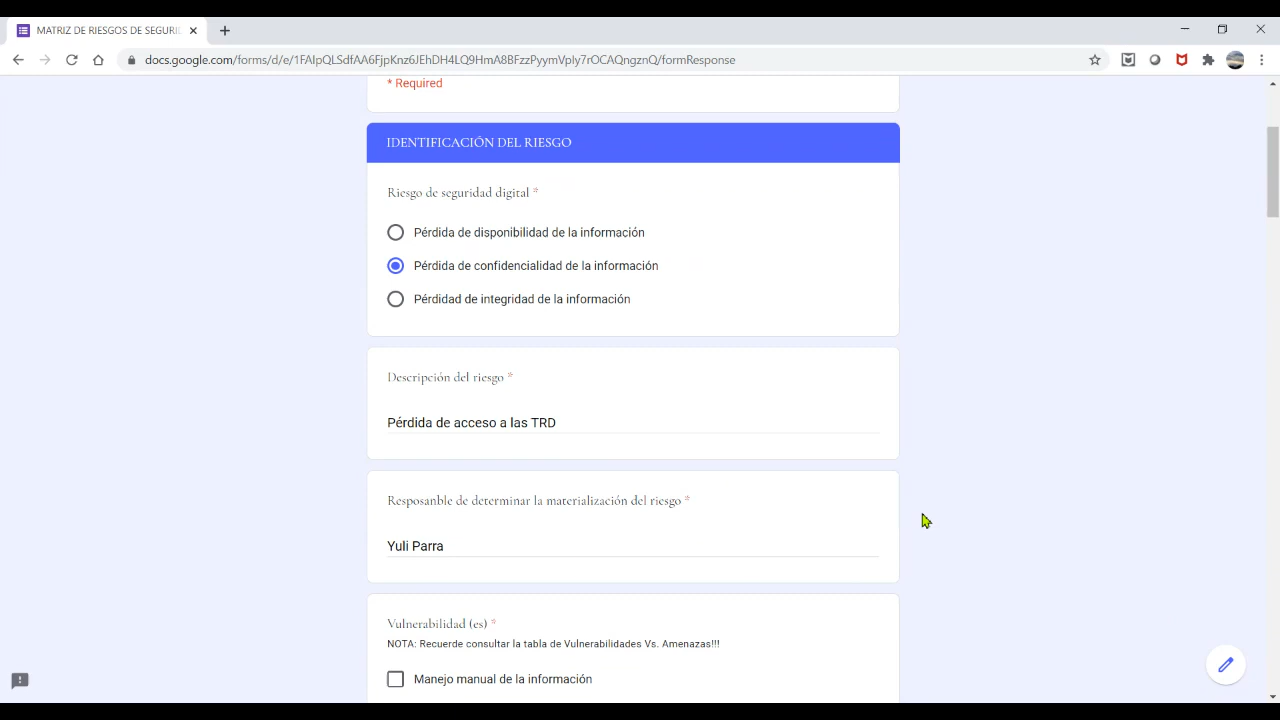 MATRIZ DE RIESGOS DE SEGURI
docs.google.com/forms/d/e/1FAIpQLSdfAA6FjpKnz6JEhDH4LQ9HmA8BFzzPyymVpIy7rOCAQngznQ/formResponse
* Required
IDENTIFICACIÓN DEL RIESGO
Riesgo de seguridad digital *
Pérdida de disponibilidad de la información
Pérdida de confidencialidad de la información
Pérdidad de integridad de la información
Descripción del riesgo *
Pérdida de acceso a las TRD
Resposanble de determinar la materialización del riesgo *
Yuli Parra
Vulnerabilidad (es) *
NOTA: Recuerde consultar la tabla de Vulnerabilidades Vs. Amenazas!!!
Manejo manual de la información